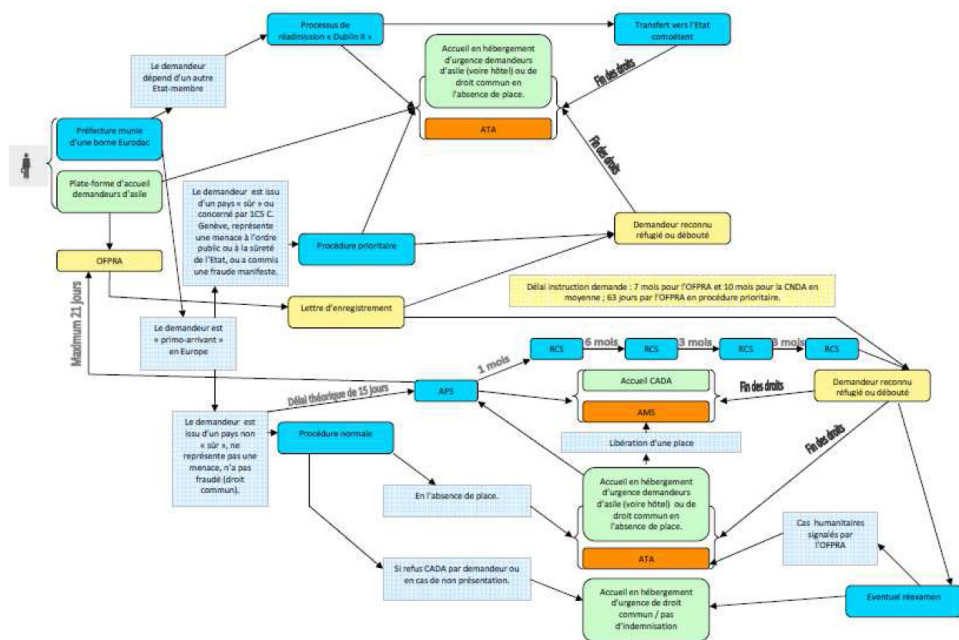 Processus de
réadmission « Dublin II »
Transfert vers l'Etat
compétent
Le demandeur
dépend d'un autre
Etat-membre
Accueil en hébergement
d'urgence demandeurs
d'asile (voire hôtel) ou de
droit commun en
l'absence de place.
ATA
Fin des droits
Préfecture munie
d'une borne Eurodac
Plate-forme d'accueil
demandeurs d'asile
Fin des droits
Le demandeur est issu
d'un pays « sûr » ou
concerné par 1C5 C.
Genève, représente
une menace à l'ordre
public ou à la sûreté
de l'Etat, ou a commis
une fraude manifeste.
Procédure prioritaire
Demandeur reconnu
réfugié ou débouté
OFPRA
Lettre d'enregistrement
Délai instruction demande : 7 mois pour l'OFPRA et 10 mois pour la CNDA en
moyenne ; 63 jours par l'OFPRA en procédure prioritaire.
Maximum 21 jours
Le demandeur est
« primo-arrivant »
en Europe
1 mois
RCS
6 mois
RCS
3 mois
RCS
3 mois
RCS
Délai théorique de 15 jours
APS
Accueil CADA
AMS
Fin des droits
Demandeur reconnu
réfugié ou débouté
Le demandeur est
issu d'un pays non
« sûr », ne
représente pas une
menace, n'a pas
fraudé (droit
commun).
Procédure normale
Libération d'une place
Fin des droits
En l'absence de place.
Accueil en hébergement
d'urgence demandeurs
d'asile (voire hôtel) ou de
droit commun en
l'absence de place.
ATA
Cas humanitaires
signalés par
l'OFPRA
Si refus CADA par demandeur ou
en cas de non présentation.
Accueil en hébergement
d'urgence de droit
commun / pas
d'indemnisation
Eventuel réexamen